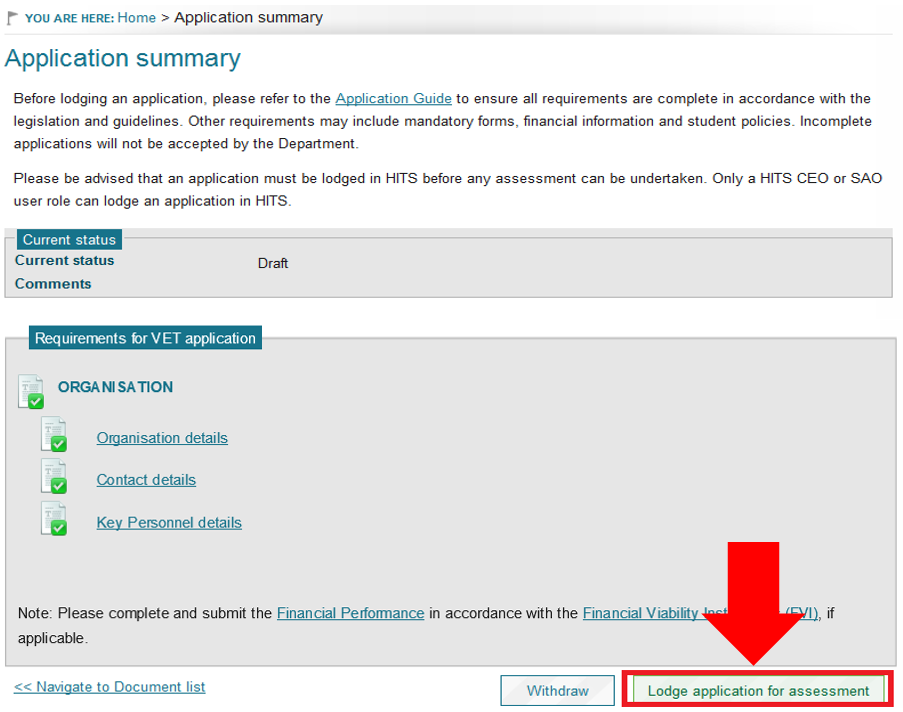 YOU ARE HERE: Home > Application summary
Application summary
Before lodging an application, please refer to the Application Guide to ensure all requirements are complete in accordance with the
legislation and guidelines. Other requirements may include mandatory forms, financial information and student policies. Incomplete
applications will not be accepted by the Department.
Please be advised that an application must be lodged in HITS before any assessment can be undertaken. Only a HITS CEO or SAO
user role can lodge an application in HITS.
Current status
Current status Draft
Comments
Requirements for VET application
ORGANISATION
Organisation details
Contact details
Key Personnel details
Note: Please complete and submit the Financial Performance in accordance with the Financial Viability (FVI), if
applicable.
<< Navigate to Document list Withdraw Lodge application for assessment